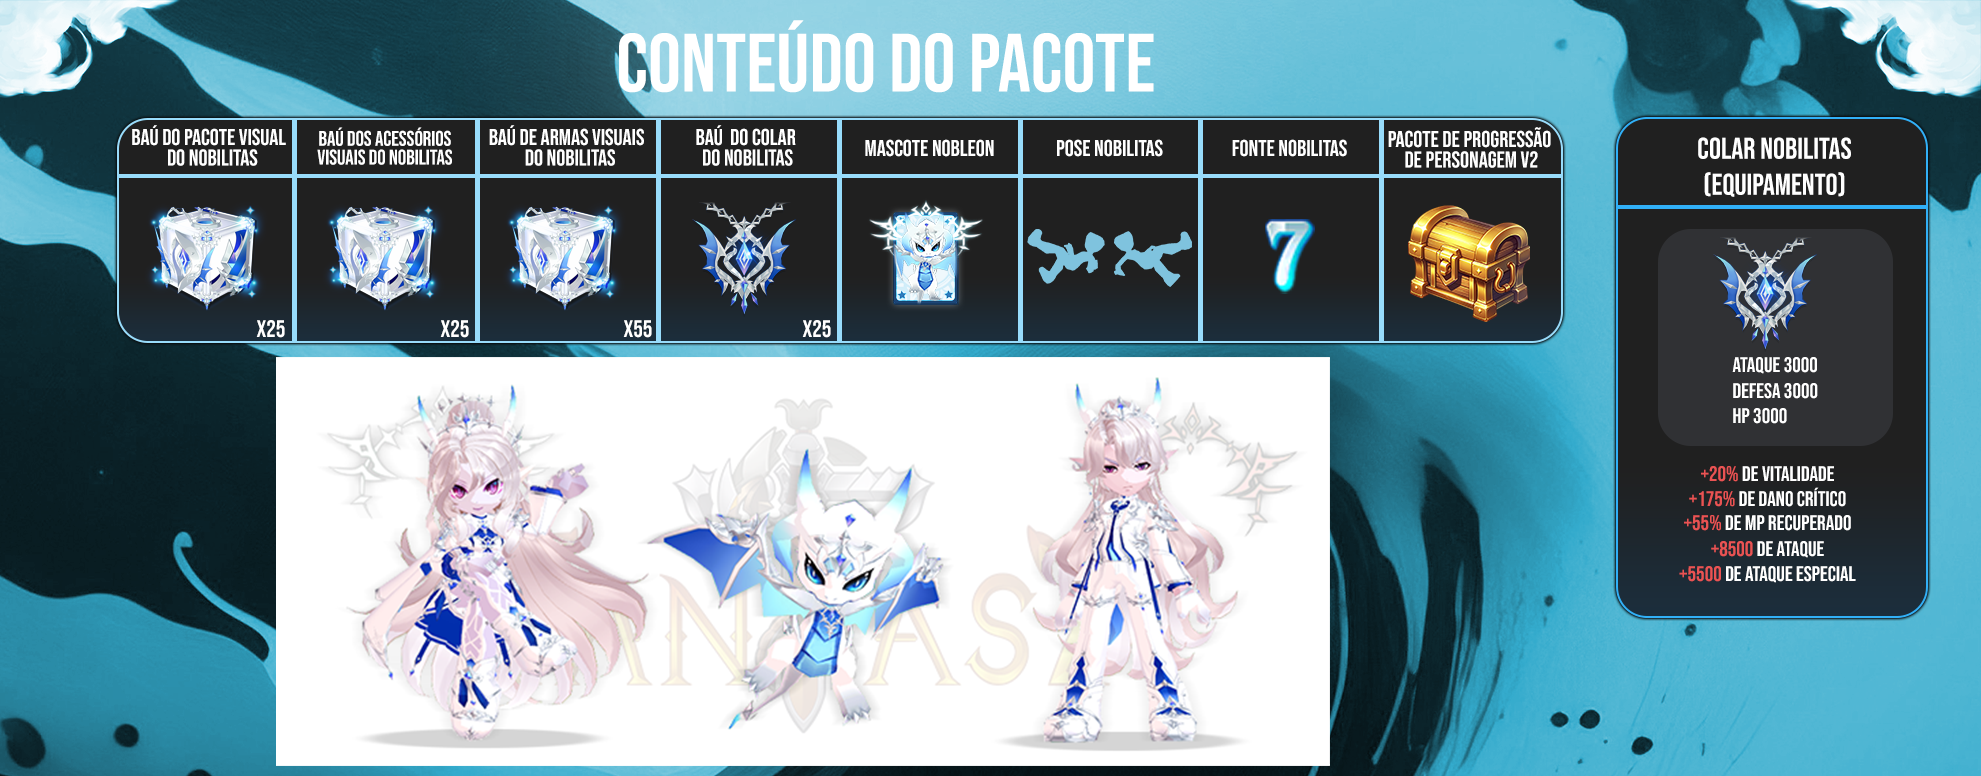 CONTEÚDO DO PACOTE
BAÚ DO PACOTE VISUAL
DO NOBILITAS
X25
BAÚ DOS ACESSÓRIOS
VISUAIS DO NOBILITAS
X25
BAÚ DE ARMAS VISUAIS
DO NOBILITAS
X55
BAÚ DO COLAR
DO NOBILITAS
X25
MASCOTE NOBLEON
POSE NOBILITAS
FONTE NOBILITAS
7
PACOTE DE PROGRESSÃO
DE PERSONAGEM V2
COLAR NOBILITAS
(EQUIPAMENTO)
ATAQUE 3000
DEFESA 3000
HP 3000
+20% DE VITALIDADE
+175% DE DANO CRÍTICO
+55% DE MP RECUPERADO
+8500 DE ATAQUE
+5500 DE ATAQUE ESPECIAL